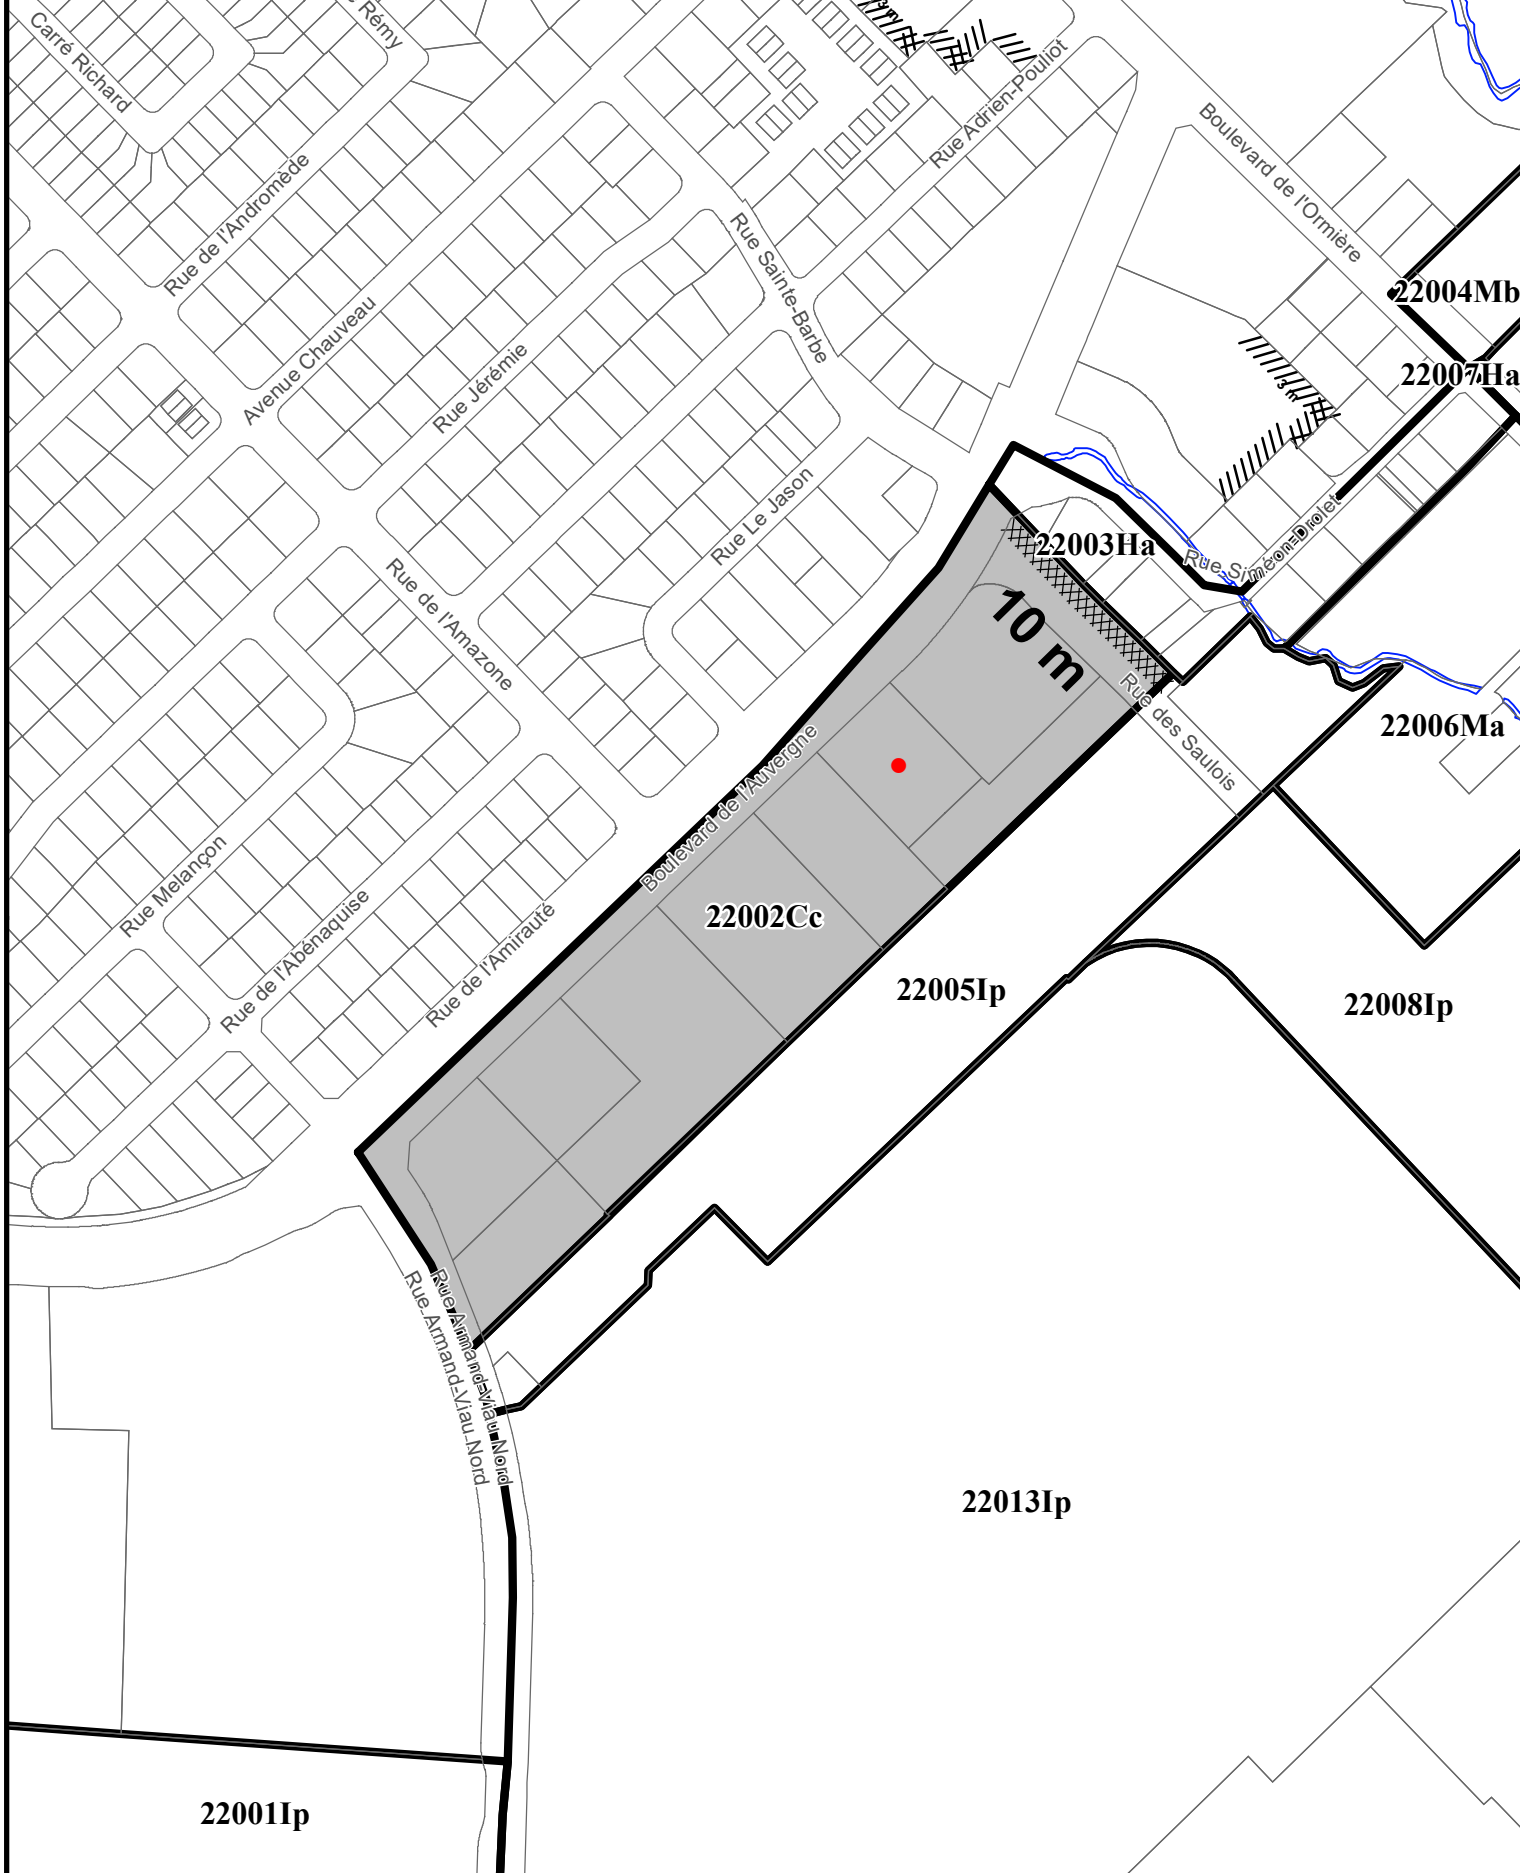 Carré Richard
Rémy
3 m
Rue Adrien-Pouliot
Boulevard de l'Ormière
Rue de l'Andromède
Rue Sainte-Barbe
Avenue Chauveau
Rue Jérémie
22004Mb
22007Ha
3 m
Rue Le Jason
Rue Siméon-Drolet
22003Ha
Rue de l'Amazone
10 m
Rue des Saulois
22006Ma
Boulevard de l'Auvergne
Rue Melançon
Rue de l'Abénaquise
Rue de l'Amirauté
22002Cc
22005Ip
22008Ip
Rue Armand-Viau Nord
Rue Armand-Viau Nord
22013Ip
22001Ip